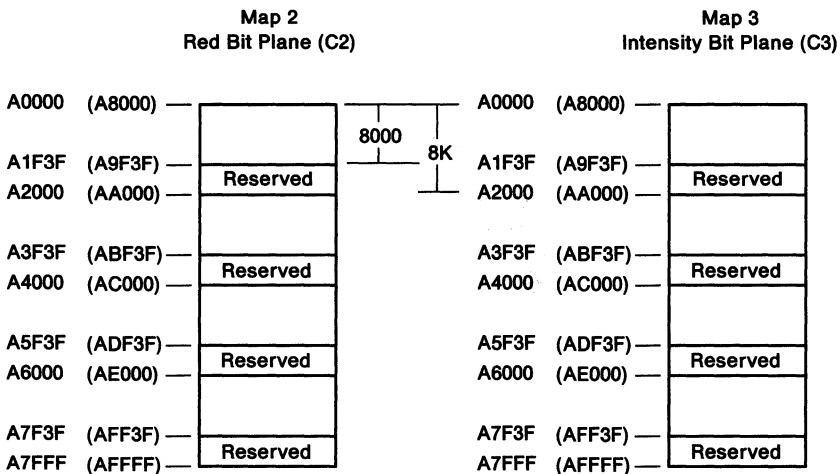 Map 2
Red Bit Plane (C2)
A0000 (A8000)
A1F3F (A9F3F)
Reserved
A2000 (AA000)
A3F3F (ABF3F)
Reserved
A4000 (AC000)
A5F3F (ADF3F)
Reserved
A6000 (AE000)
A7F3F (AFF3F)
Reserved
A7FFF (AFFFF)
8000
8K
Map 3
Intensity Bit Plane (C3)
A0000 (A8000)
A1F3F (A9F3F)
Reserved
A2000 (AA000)
A3F3F (ABF3F)
Reserved
A4000 (AC000)
A5F3F (ADF3F)
Reserved
A6000 (AE000)
A7F3F (AFF3F)
Reserved
A7FFF (AFFFF)